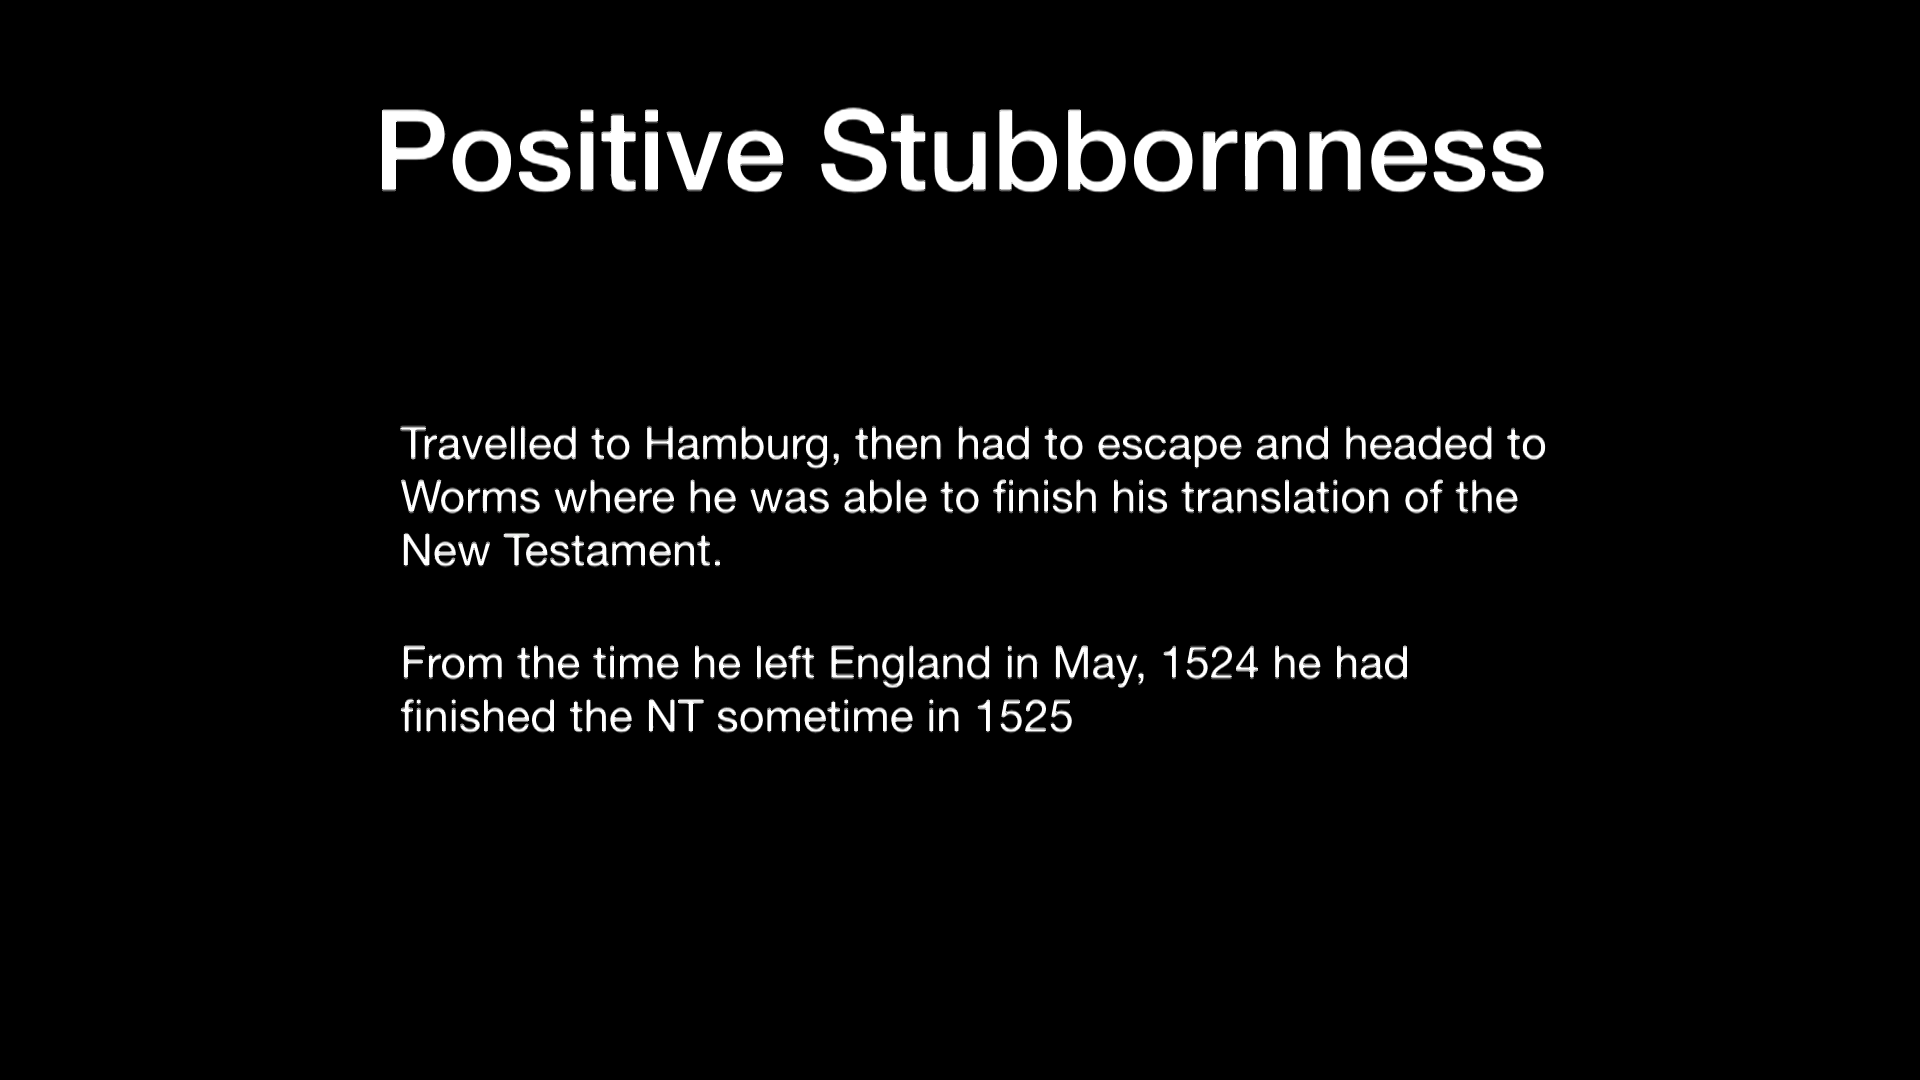 Positive Stubbornness
Travelled to Hamburg, then had to escape and headed to
Worms where he was able to finish his translation of the
New Testament.
From the time he left England in May, 1524 he had
finished the NT sometime in 1525